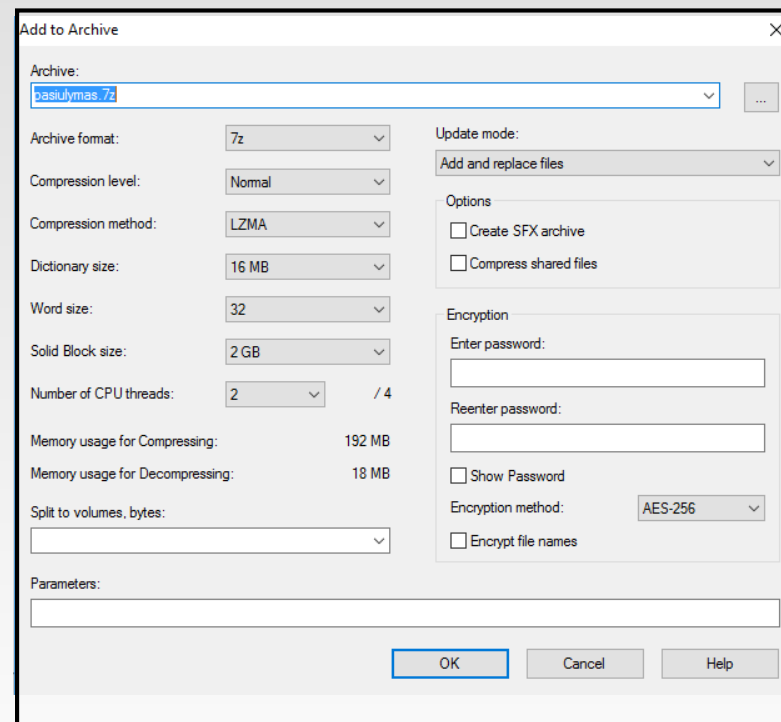 Add to Archive
Archive:
pasiulymas.7z
...
Archive format:
7z
Compression level:
Normal
Compression method:
LZMA
Dictionary size:
16 MB
Word size:
32
Solid Block size:
2 GB
Number of CPU threads:
2
/ 4
Memory usage for Compressing:
192 MB
Memory usage for Decompressing:
18 MB
Split to volumes, bytes:
Update mode:
Add and replace files
Options
Create SFX archive
Compress shared files
Encryption
Enter password:
Reenter password:
Show Password
Encryption method:
AES-256
Encrypt file names
Parameters:
OK
Cancel
Help